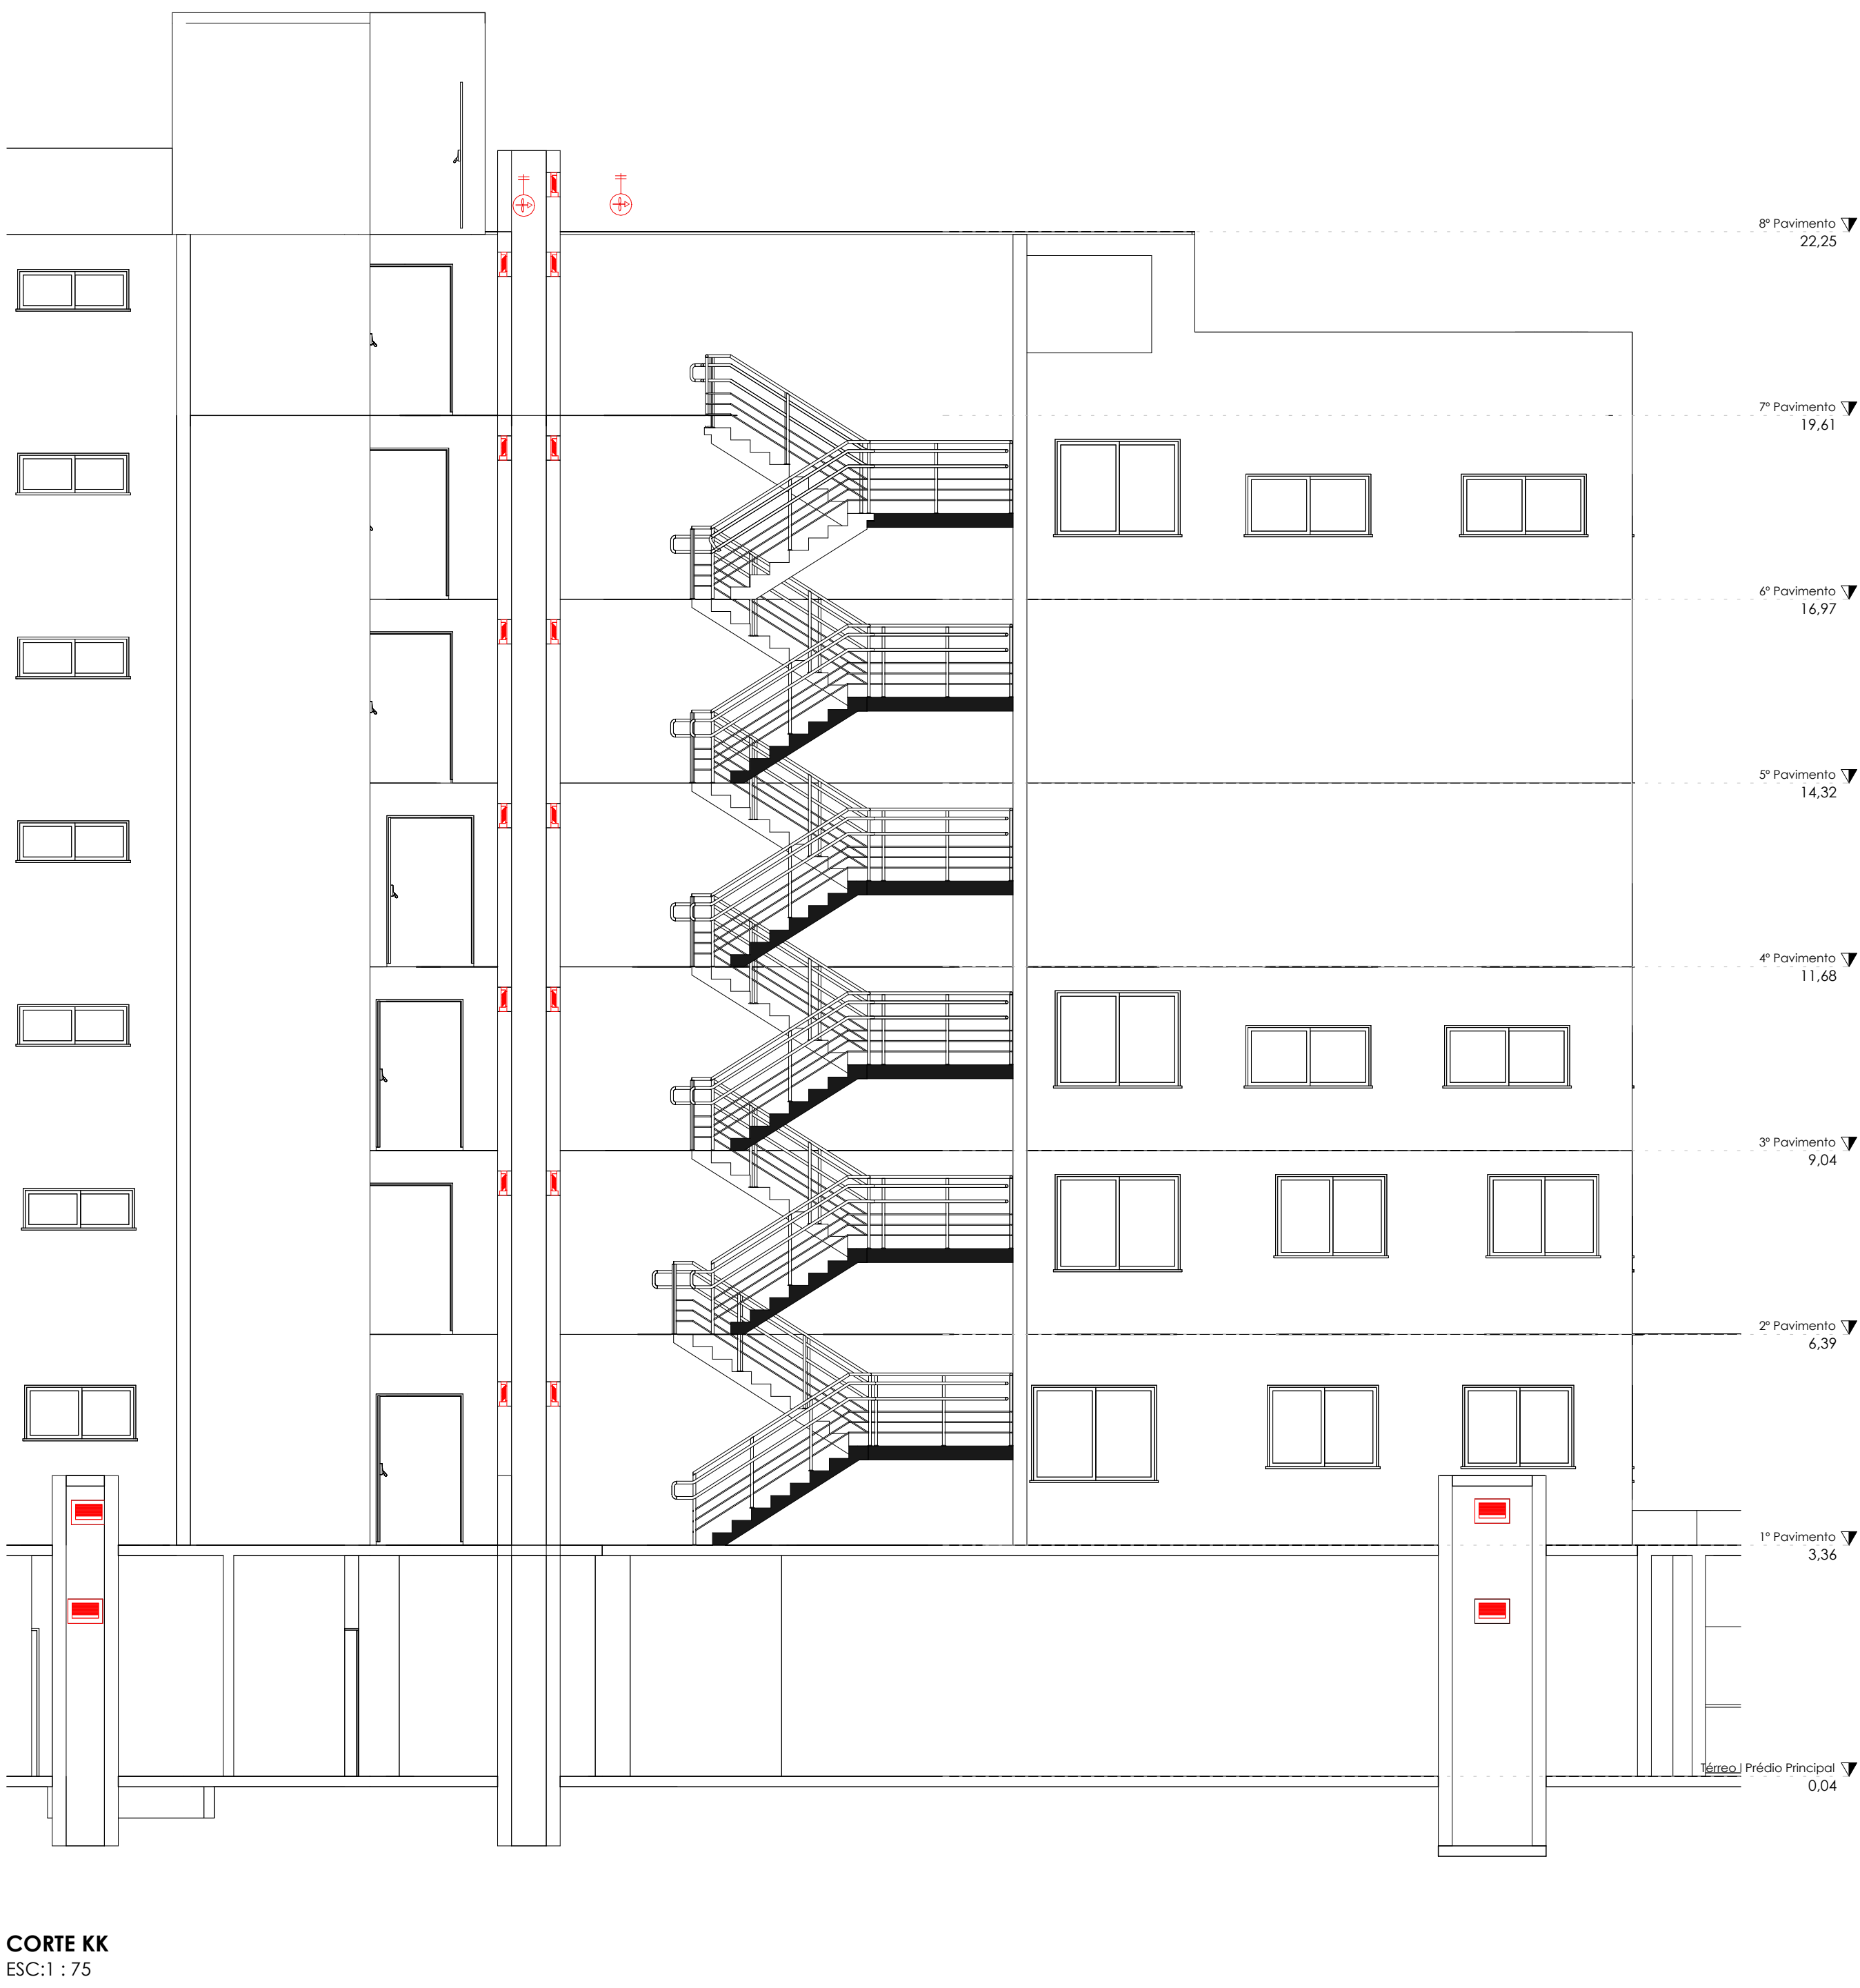 8º Pavimento
22,25
7º Pavimento
19,61
6º Pavimento
16,97
5º Pavimento
14,32
4º Pavimento
11,68
3º Pavimento
9,04
2º Pavimento
6,39
1º Pavimento
3,36
Térreo | Prédio Principal
0,04
CORTE KK
ESC:1 : 75